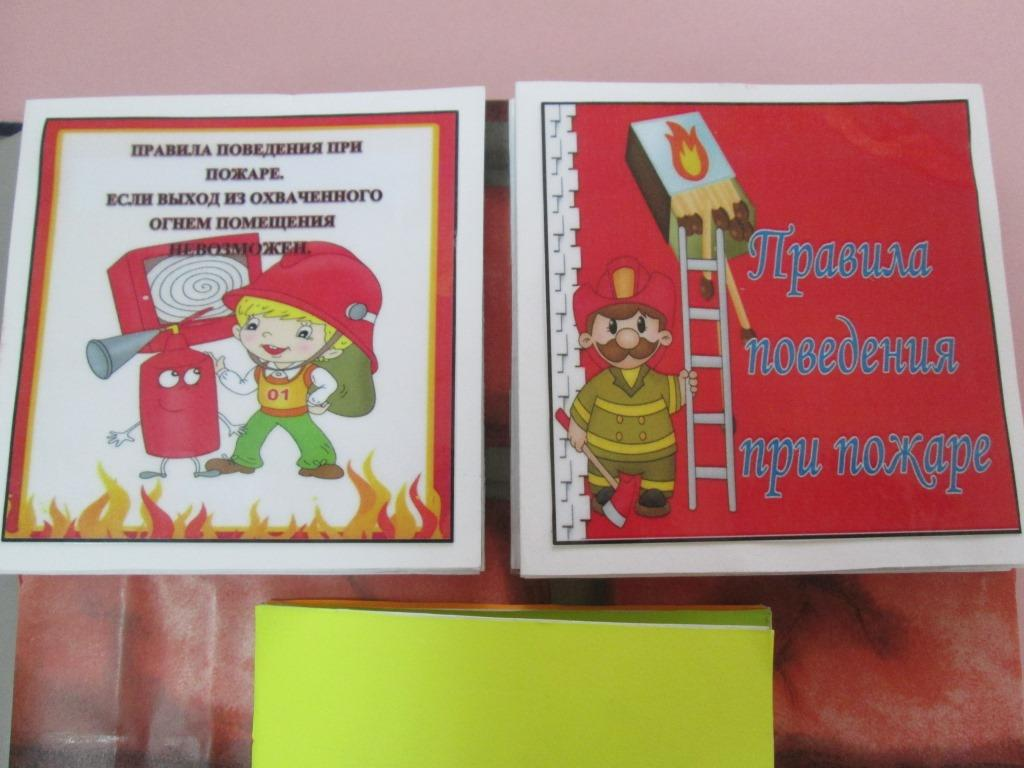 ПРАВИЛА ПОВЕДЕНИЯ ПРИ
ПОЖАРЕ.
ЕСЛИ ВЫХОД ИЗ ОХВАЧЕННОГО
ОГНЕМ ПОМЕЩЕНИЯ
НЕВОЗМОЖЕН.
01
Правила
поведения
при пожаре